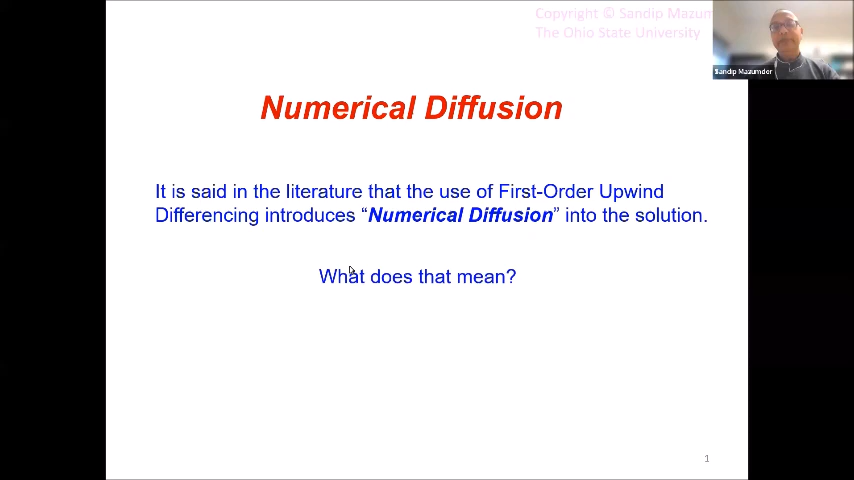 Copyright © Sandip Mazum
The Ohio State University
Sandip Mazumder
Numerical Diffusion
It is said in the literature that the use of First-Order Upwind
Differencing introduces “Numerical Diffusion” into the solution.
What does that mean?
1